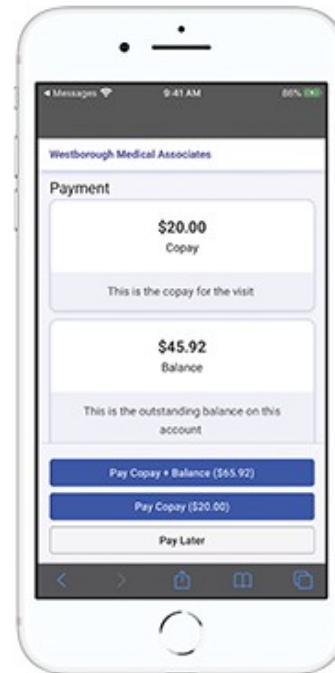 Messages 9:41 AM 86%
Westborough Medical Associates
Payment
$20.00
Copay
This is the copay for the visit
$45.92
Balance
This is the outstanding balance on this
account
Pay Copay + Balance ($65.92)
Pay Copay ($20.00)
Pay Later